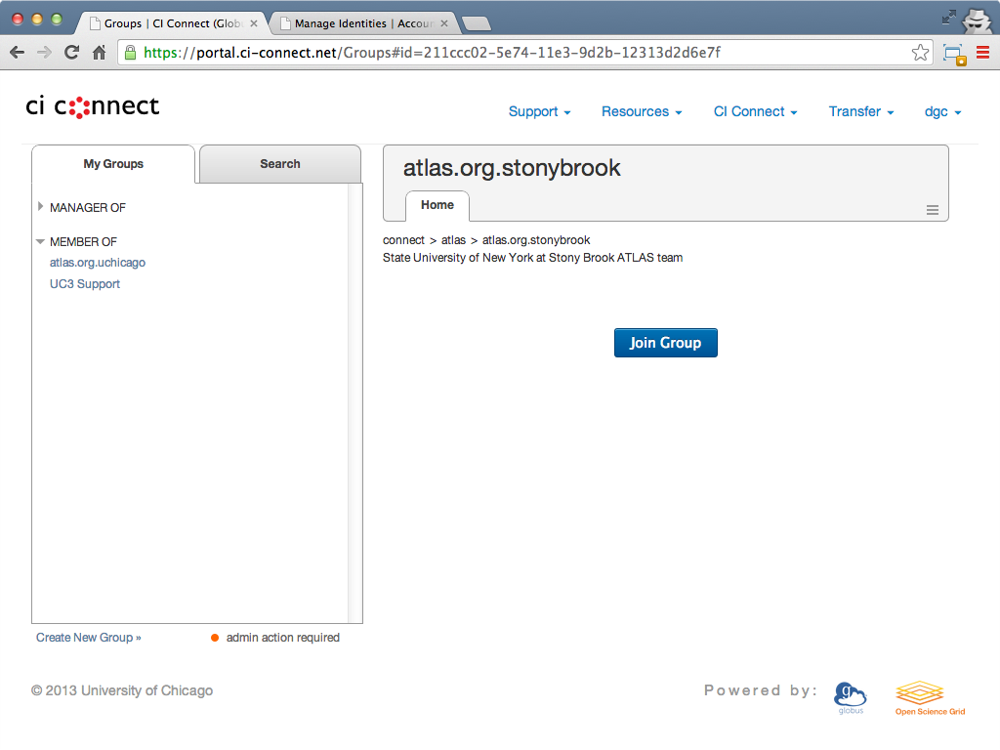 Groups | CI Connect (Glob
Manage Identities | Accour
https://portal.ci-connect.net/Groups#id=211ccc02-5e74-11e3-9d2b-12313d2d6e7f
ci connect
Support
Resources
CI Connect
Transfer
dgc
My Groups
Search
MANAGER OF
MEMBER OF
atlas.org.uchicago
UC3 Support
Create New Group »
admin action required
atlas.org.stonybrook
Home
connect > atlas > atlas.org.stonybrook
State University of New York at Stony Brook ATLAS team
Join Group
© 2013 University of Chicago
Powered by:
g
globus
Open Science Grid